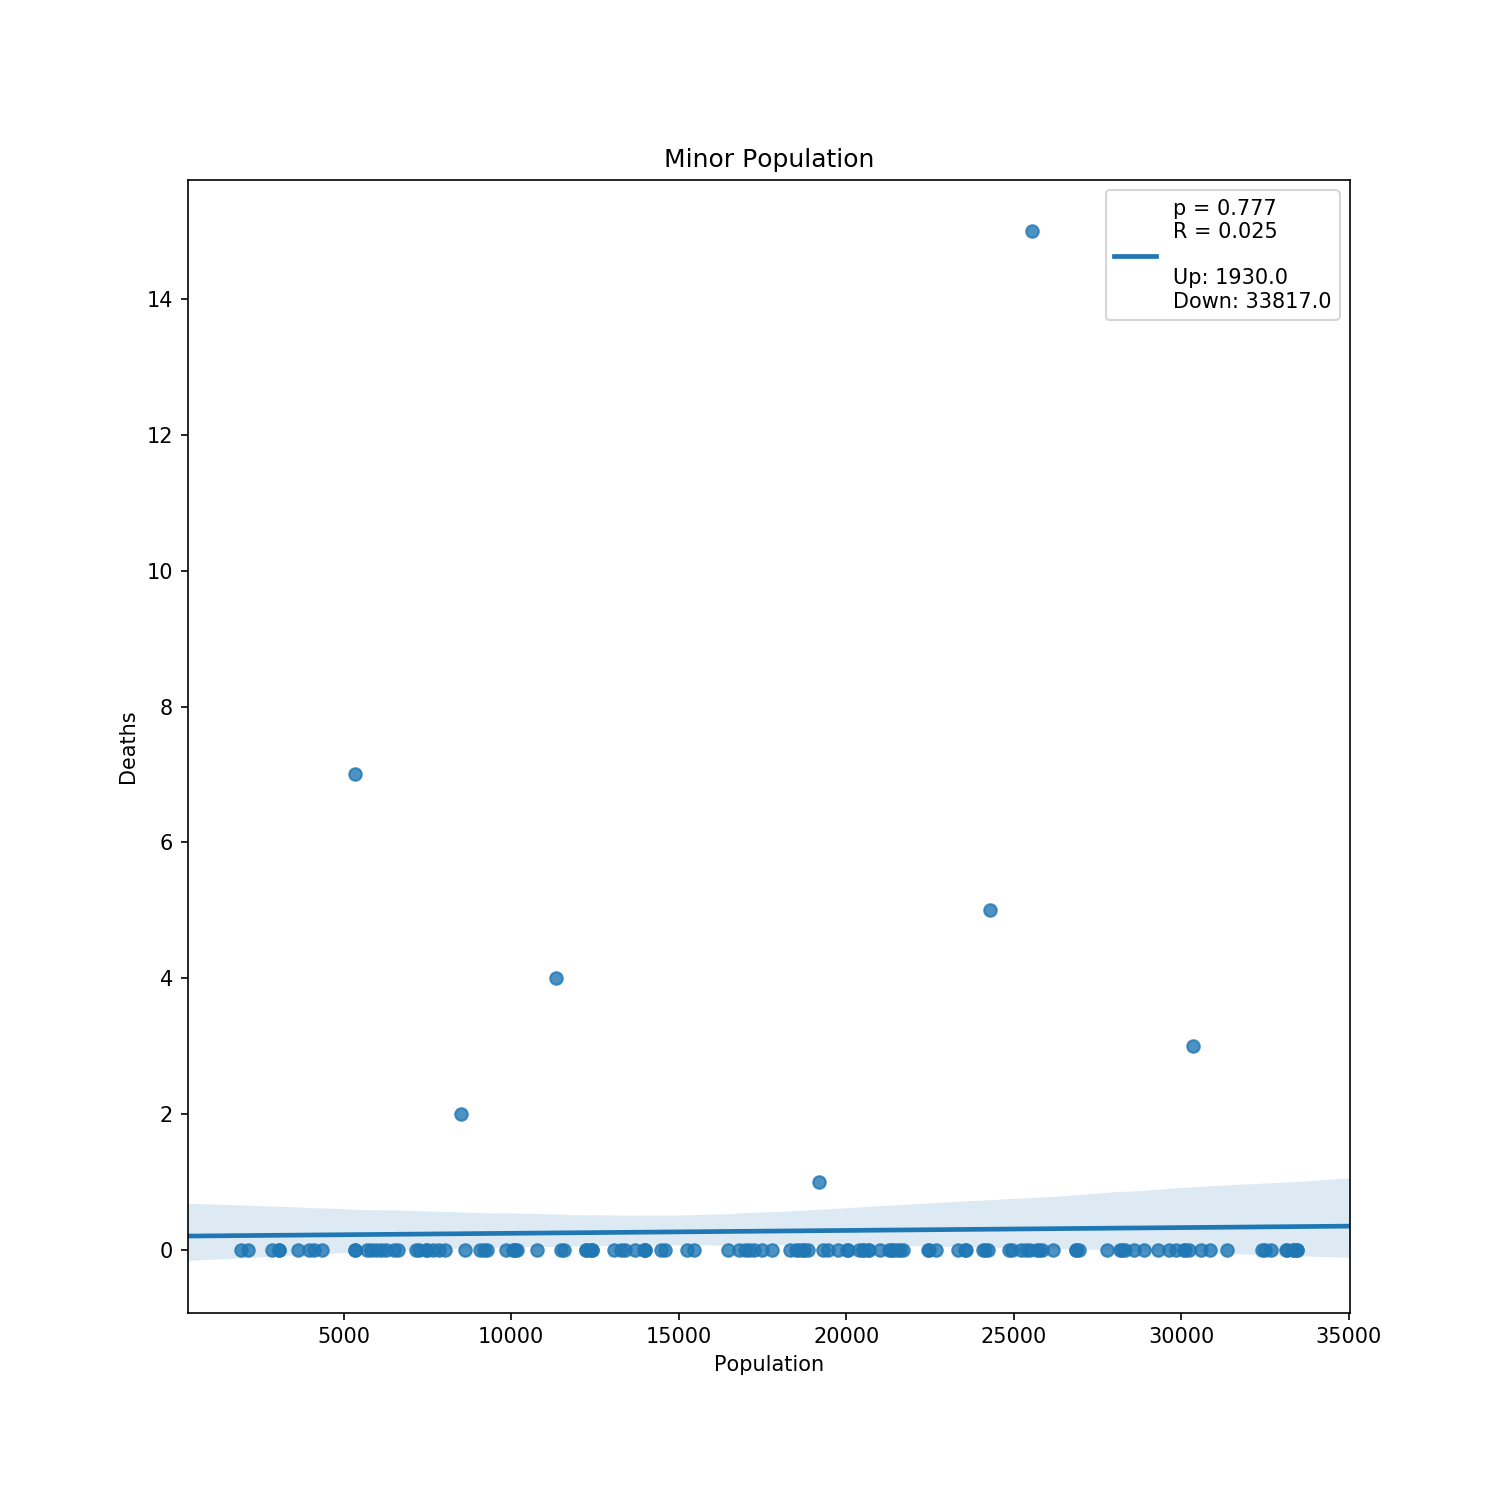 Minor Population
p = 0.777
R = 0.025
Up: 1930.0
Down: 33817.0
14
12
10
8
6
4
2
0
Deaths
5000 10000 15000 20000 25000 30000 35000
Population